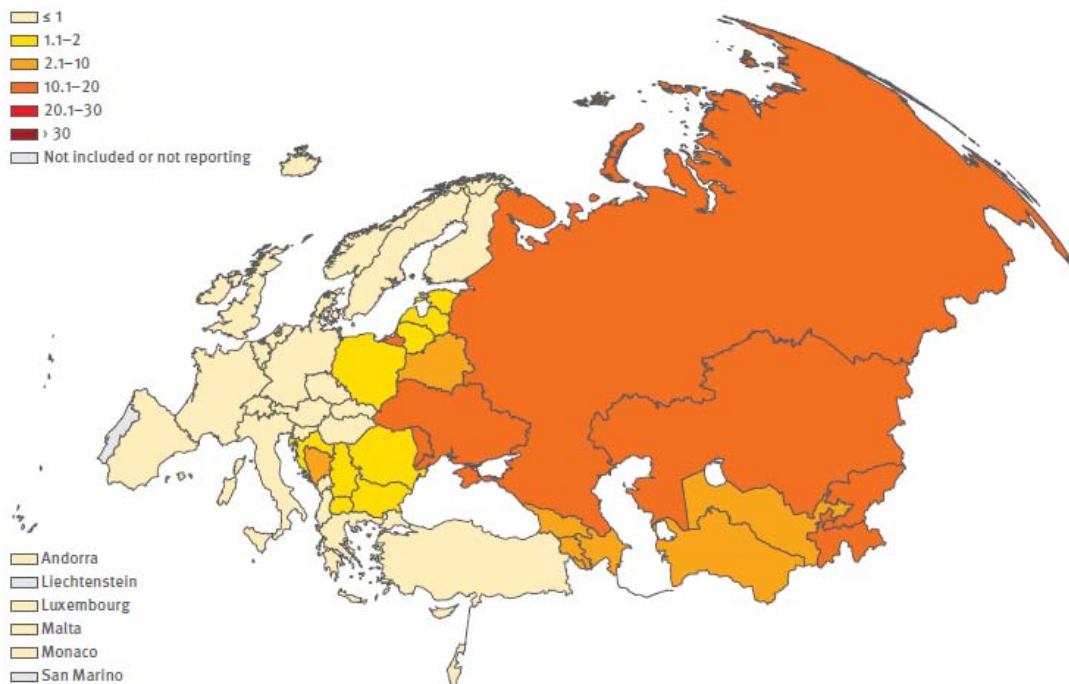 ≤ 1
1.1–2
2.1–10
10.1–20
20.1–30
> 30
Not included or not reporting
Andorra
Liechtenstein
Luxembourg
Malta
Monaco
San Marino